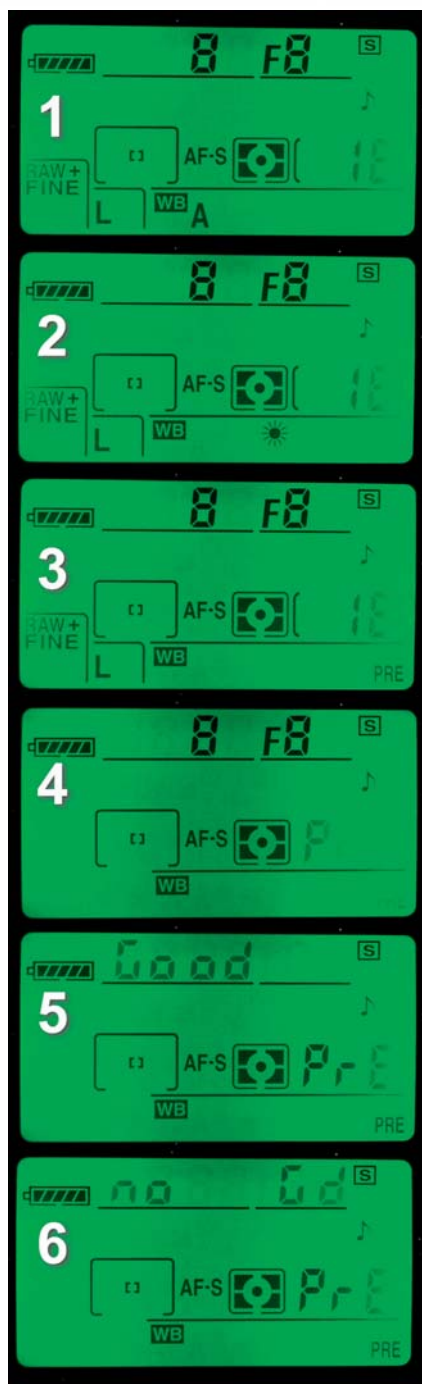 8 F8 S
1
AF-S
RAW+
FINE
L WB A
8 F8 S
2
AF-S
RAW+
FINE
L WB
8 F8 S
3
AF-S
RAW+
FINE
L WB
PRE
8 F8 S
4
AF-S P
WB
Good S
5
AF-S PrE
WB
PRE
no Gd S
6
AF-S PrE
WB
PRE